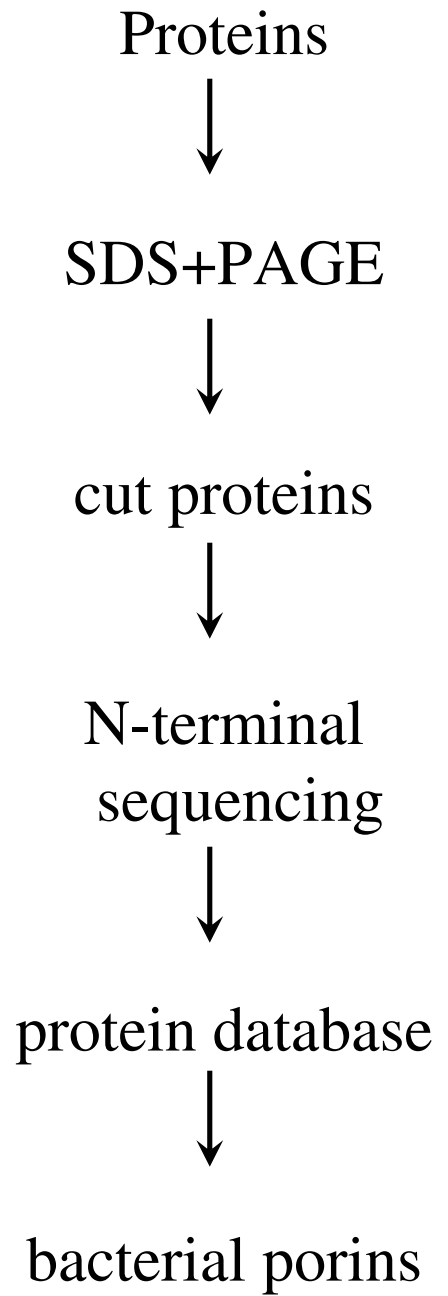 Proteins
SDS+PAGE
cut proteins
N-terminal
sequencing
protein database
bacterial porins